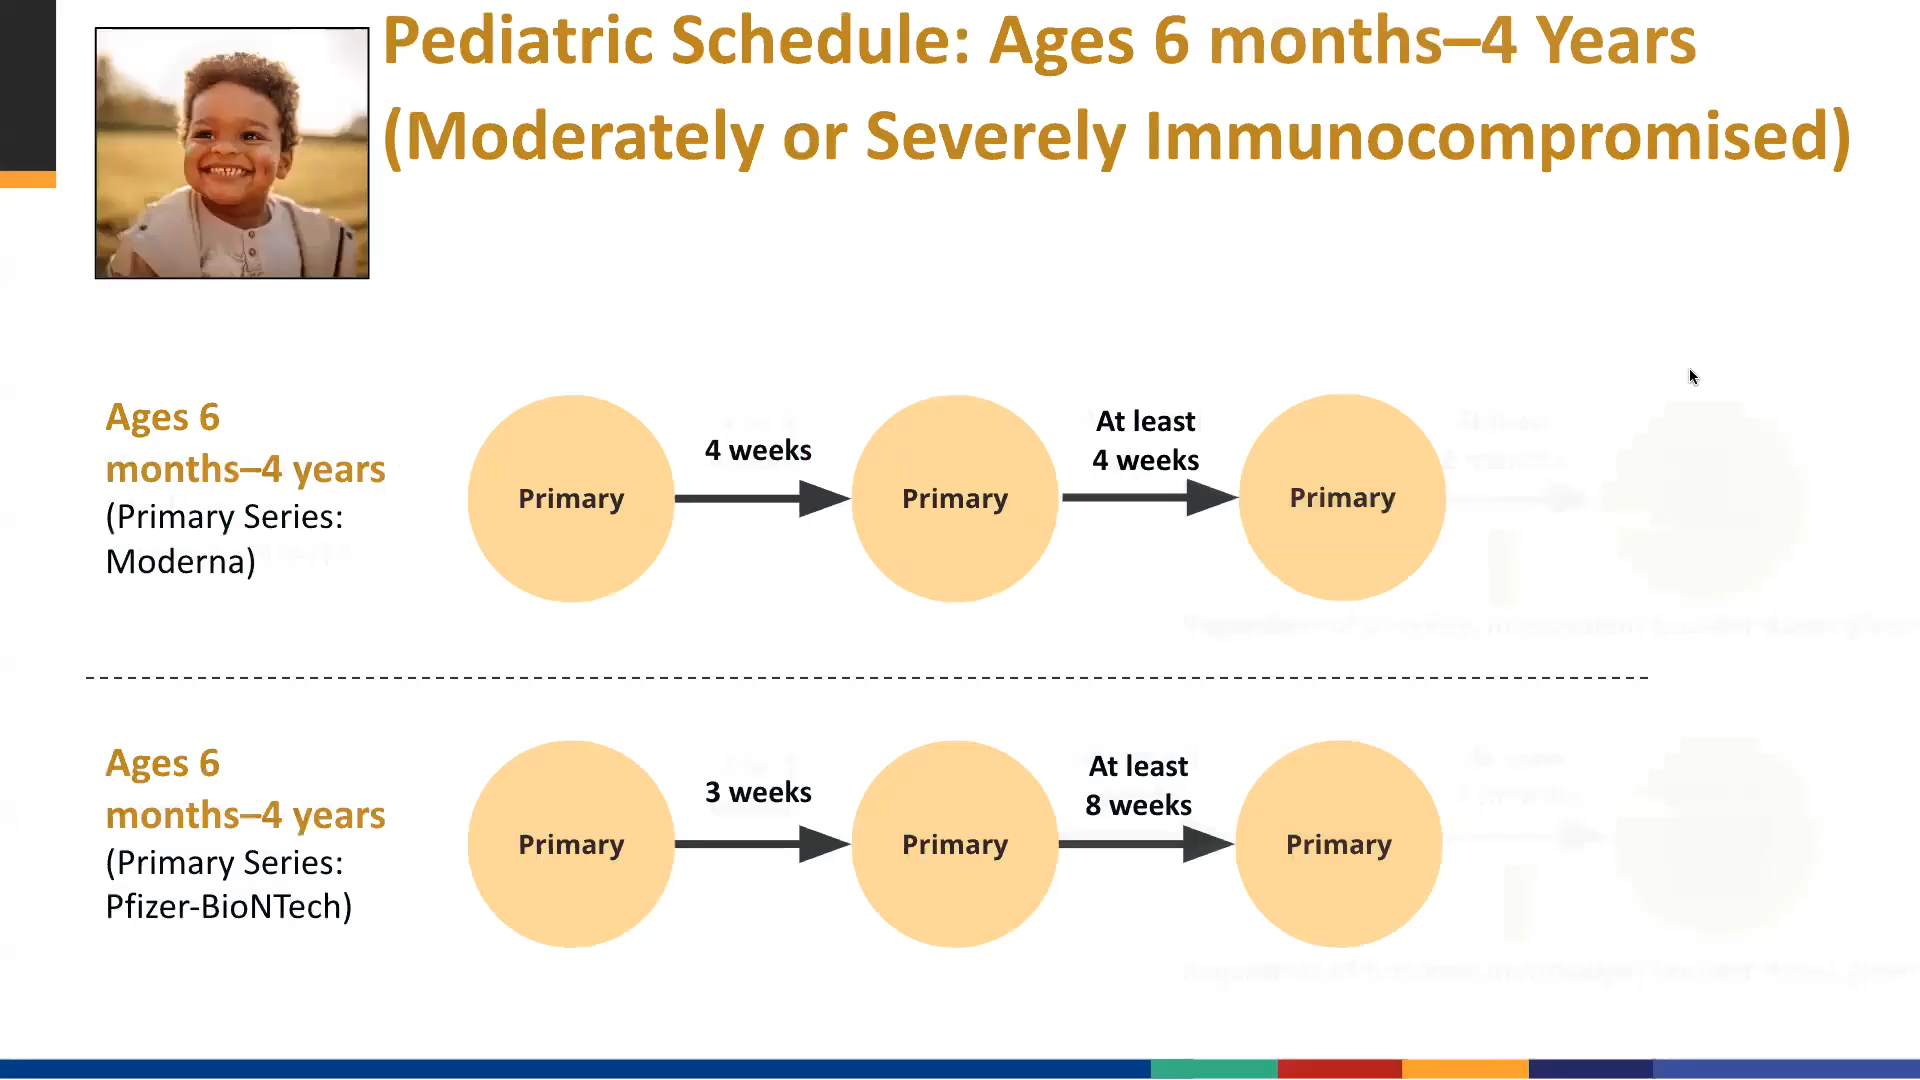 Pediatric Schedule: Ages 6 months–4 Years
(Moderately or Severely Immunocompromised)
Ages 6
months–4 years
(Primary Series:
Moderna)
Primary
4 weeks
Primary
At least
4 weeks
Primary
Ages 6
months–4 years
(Primary Series:
Pfizer-BioNTech)
Primary
3 weeks
Primary
At least
8 weeks
Primary